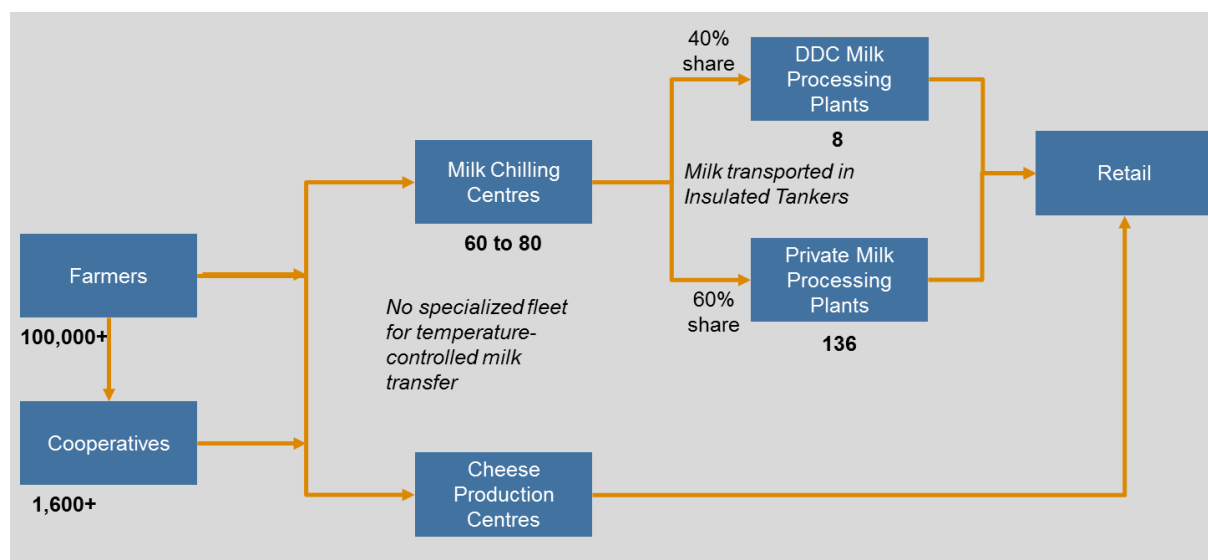 40%
share
DDC Milk
Processing
Plants
8
Milk Chilling
Centres
60 to 80
Milk transported in
Insulated Tankers
Retail
Farmers
100,000+
No specialized fleet
for temperature-
controlled milk
transfer
60%
share
Private Milk
Processing
Plants
136
Cooperatives
1,600+
Cheese
Production
Centres